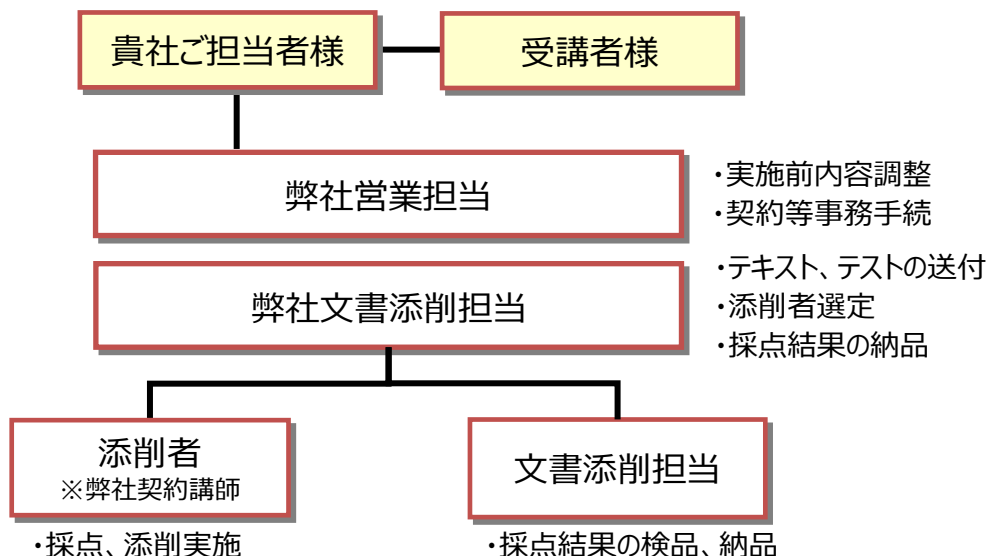 貴社ご担当者様
受講者様
弊社営業担当
・実施前内容調整
・契約等事務手続
弊社文書添削担当
・テキスト、テストの送付
・添削者選定
・採点結果の納品
添削者
※弊社契約講師
文書添削担当
・採点、添削実施
・採点結果の検品、納品